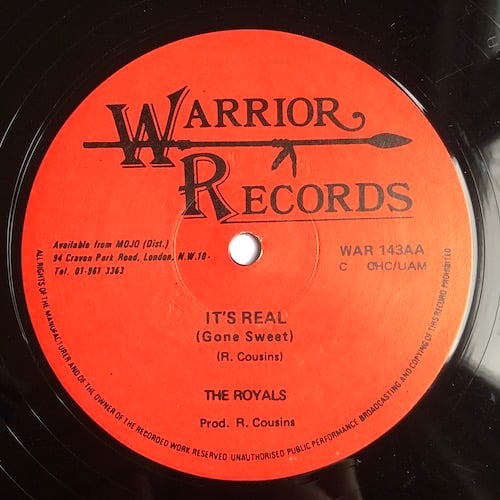 WARRIOR
RECORDS
Available from MOJO (Dist.)
94 Craven Park Road, London, N.W.10.
Tel. 01-961 3363
WAR 143AA
C CHC/UAM
IT'S REAL
(Gone Sweet)
(R. Cousins)
THE ROYALS
Prod. R. Cousins
ALL RIGHTS OF THE MANUFACTURER AND OF THE OWNER OF THE RECORDED WORK RESERVED UNAUTHORISED PUBLIC PERFORMANCE BROADCASTING AND COPYING OF THIS RECORD PROHIBITED